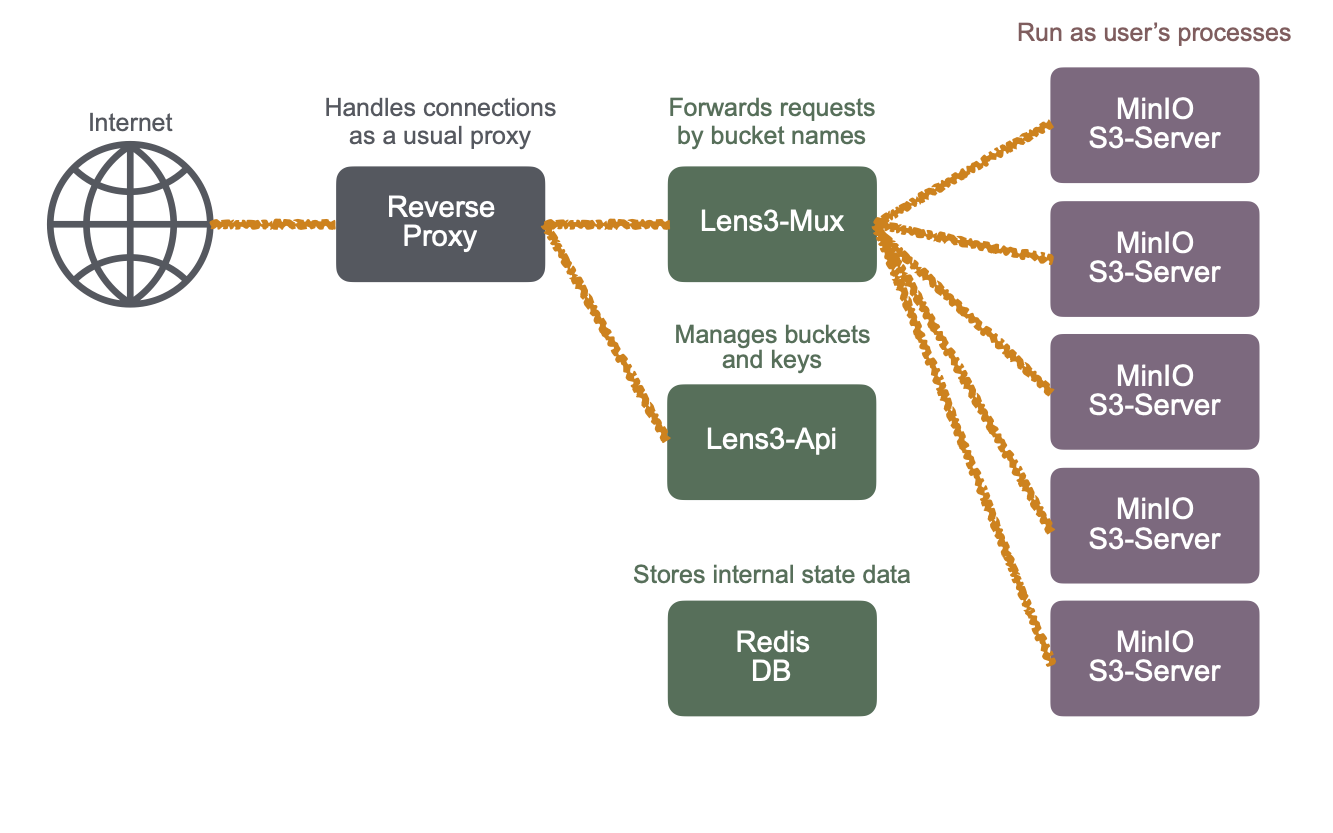 Run as user’s processes
Internet
Handles connections
as a usual proxy
Reverse
Proxy
Forwards requests
by bucket names
Lens3-Mux
Manages buckets
and keys
Lens3-Api
Stores internal state data
Redis
DB
MinIO
S3-Server
MinIO
S3-Server
MinIO
S3-Server
MinIO
S3-Server
MinIO
S3-Server